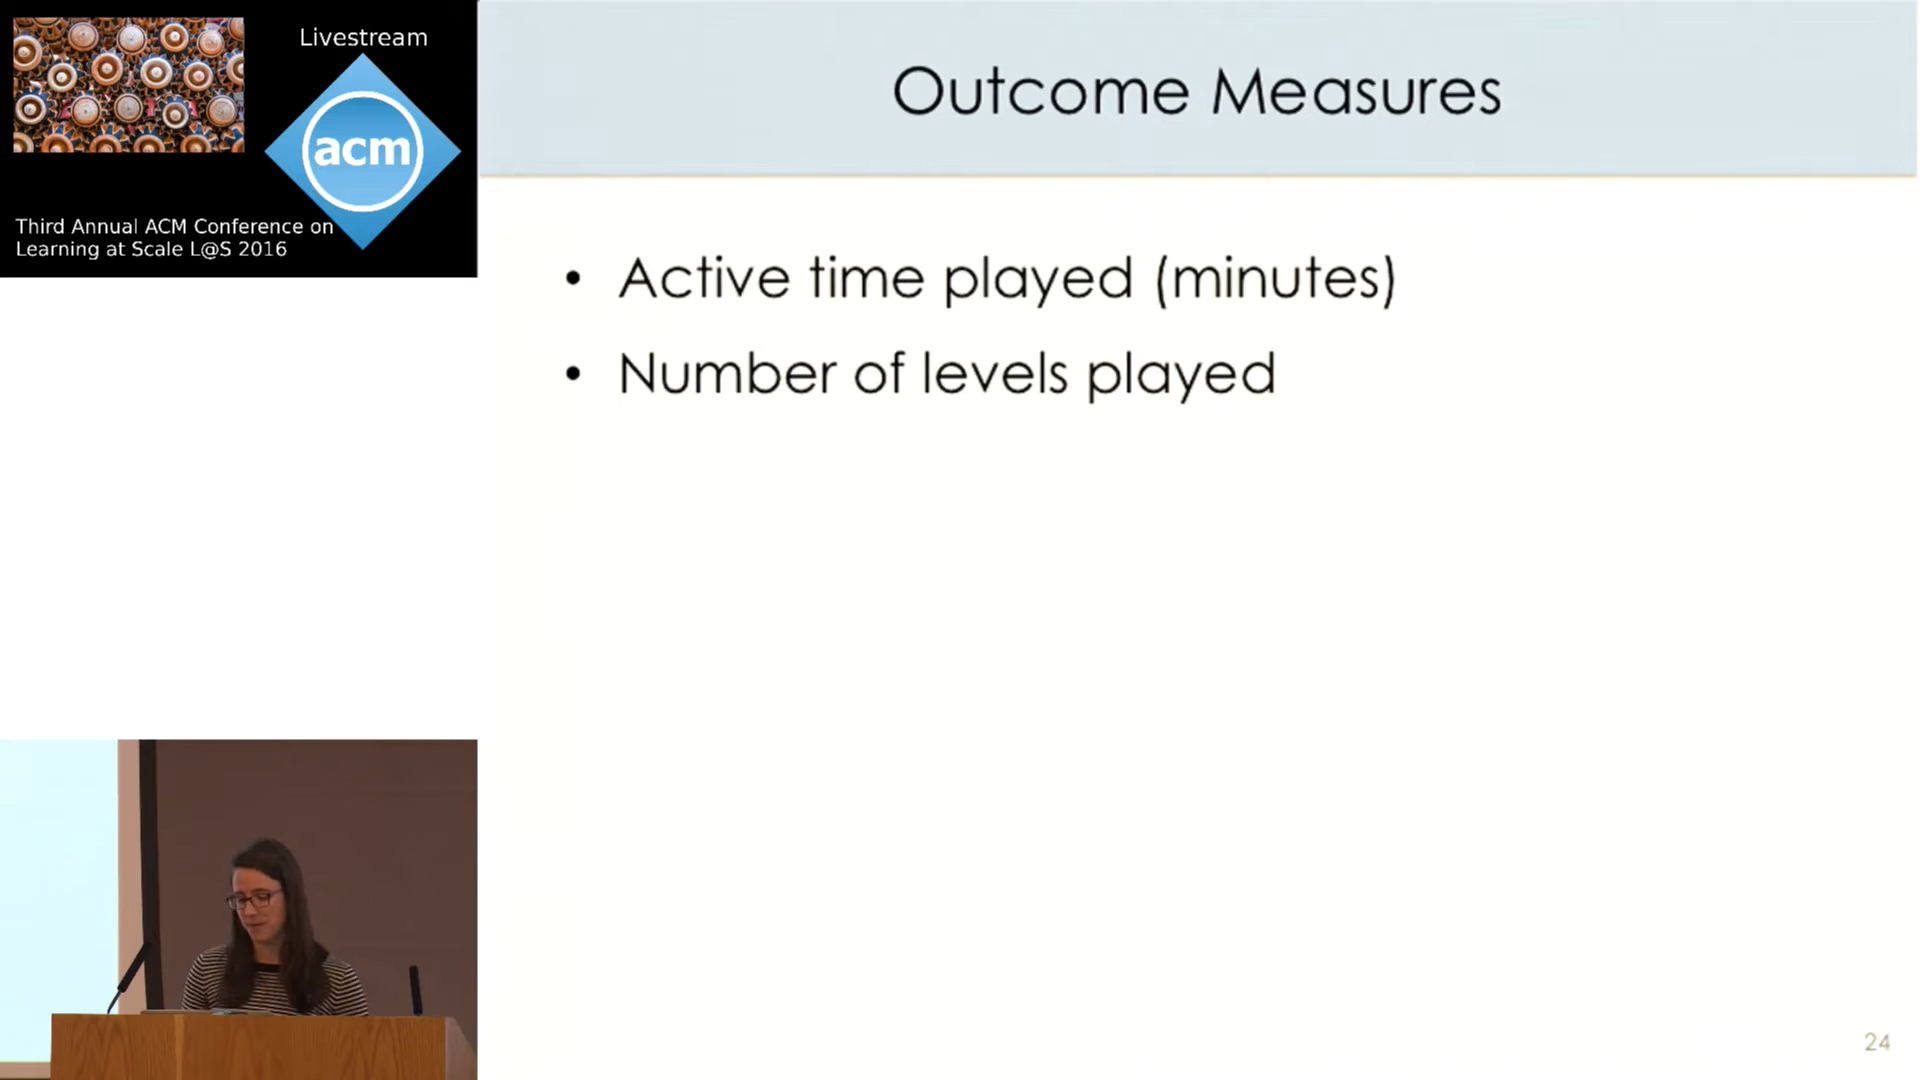 Livestream
acm
Third Annual ACM Conference on
Learning at Scale L@S 2016
Outcome Measures
• Active time played (minutes)
• Number of levels played
24